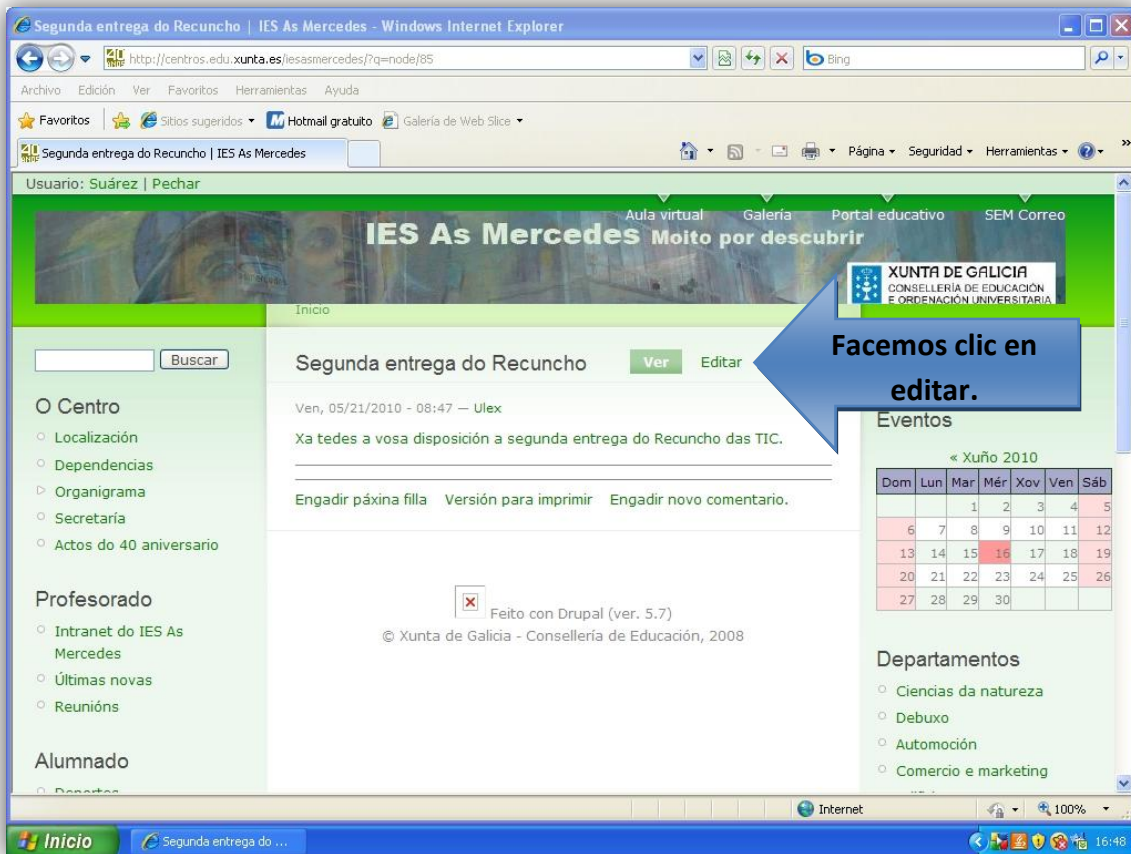 Segunda entrega do Recuncho | IES As Mercedes - Windows Internet Explorer
http://centros.edu.xunta.es/iesasmercedes/?q=node/85
Bing
Archivo Edición Ver Favoritos Herramientas Ayuda
Favoritos Sitios sugeridos Hotmail gratuito Galería de Web Slice
Segunda entrega do Recuncho | IES As Mercedes
Página Seguridad Herramientas
Usuario: Suárez | Pechar
Aula virtual Galería Portal educativo SEM Correo
IES As Mercedes Moito por descubrir
XUNTA DE GALICIA
CONSELLERÍA DE EDUCACIÓN
E ORDENACIÓN UNIVERSITARIA
Inicio
Buscar
Segunda entrega do Recuncho Ver Editar
Facemos clic en
editar.
Ven, 05/21/2010 - 08:47 — Ulex
Xa tedes a vosa disposición a segunda entrega do Recuncho das TIC.
Engadir páxina filla Versión para imprimir Engadir novo comentario.
Feito con Drupal (ver. 5.7)
© Xunta de Galicia - Consellería de Educación, 2008
O Centro
Localización
Dependencias
Organigrama
Secretaría
Actos do 40 aniversario
Profesorado
Intranet do IES As
Mercedes
Últimas novas
Reunións
Alumnado
Deportes
Eventos
« Xuño 2010
Dom Lun Mar Mér Xov Ven Sáb
1 2 3 4 5
6 7 8 9 10 11 12
13 14 15 16 17 18 19
20 21 22 23 24 25 26
27 28 29 30
Departamentos
Ciencias da natureza
Debuxo
Automoción
Comercio e marketing
Internet 100%
Inicio Segunda entrega do ... 16:48